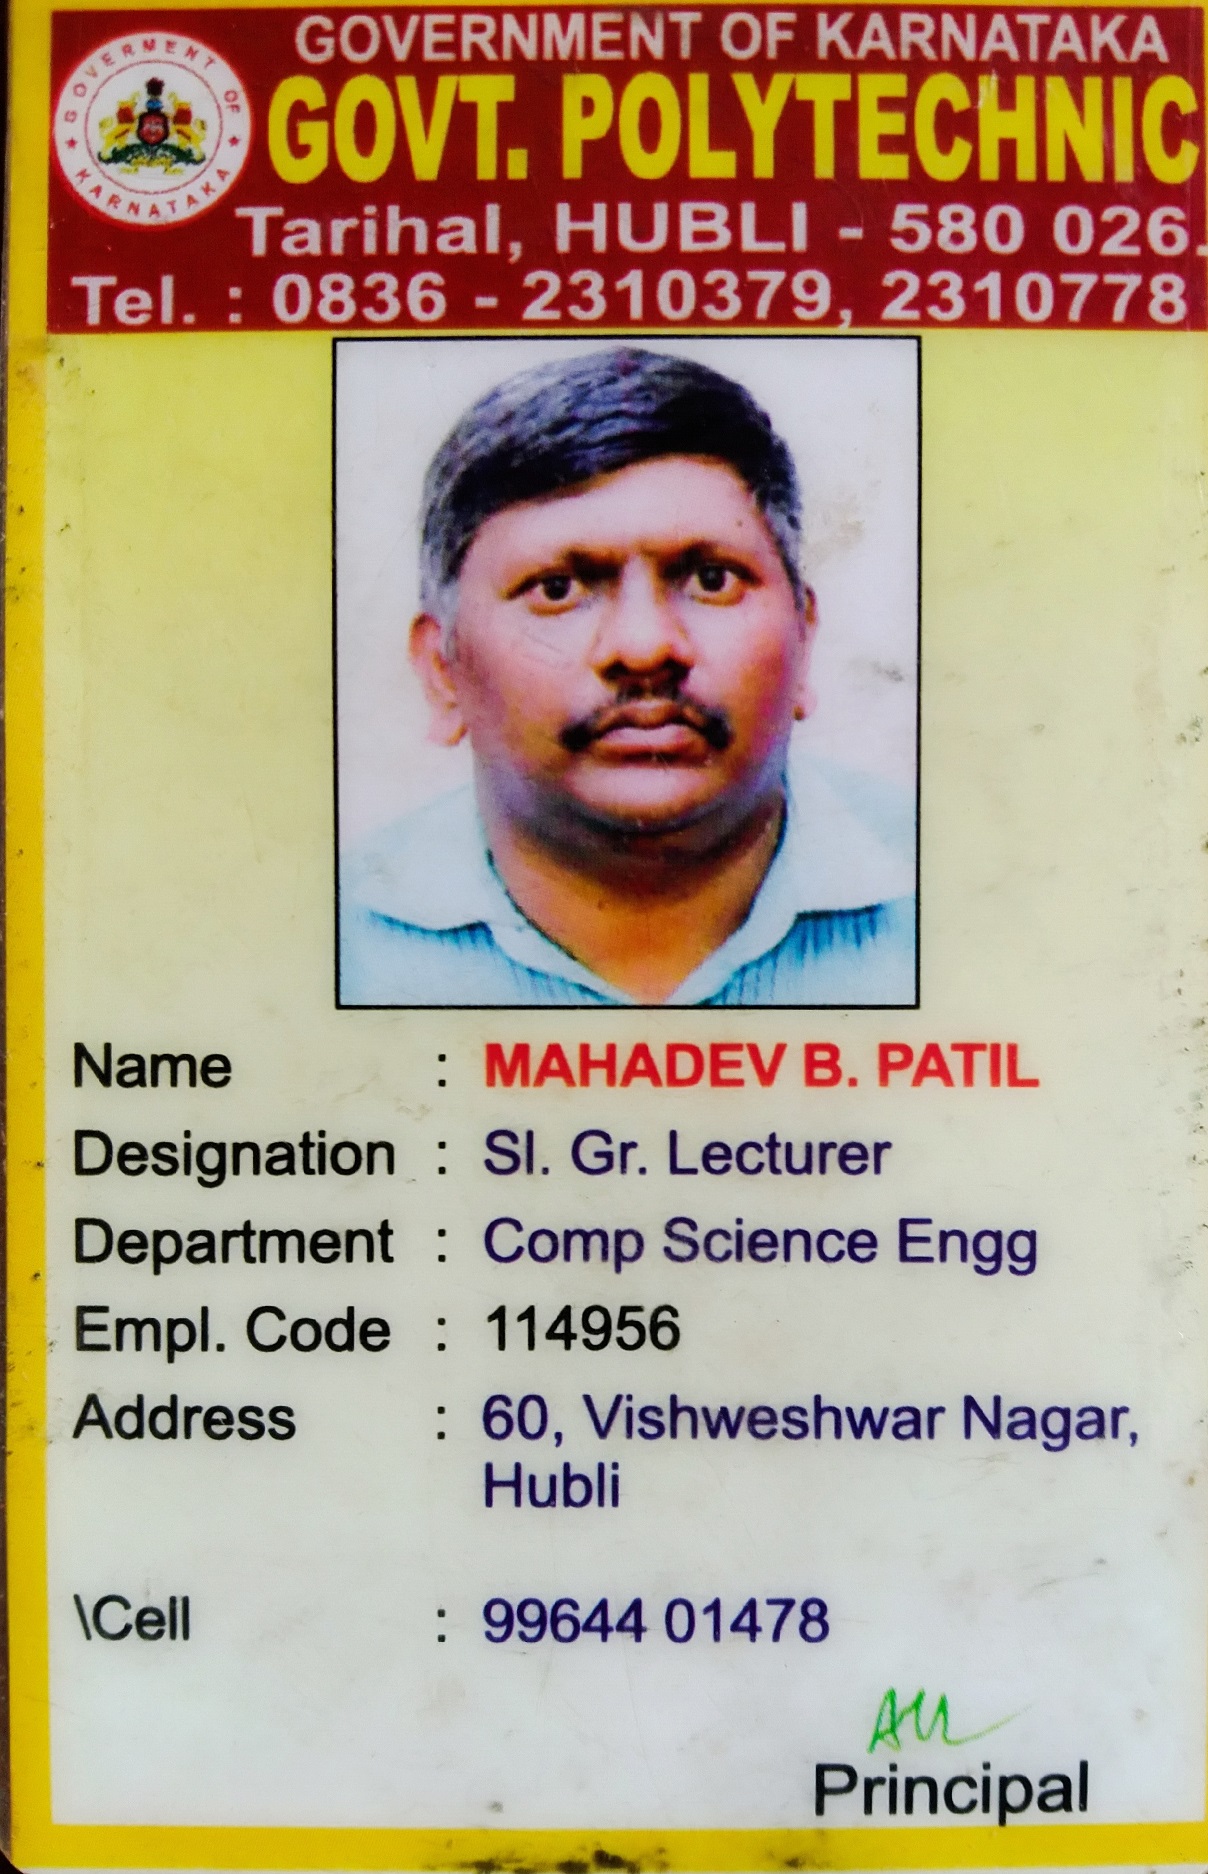 GOVERNMENT OF KARNATAKA
GOVERMENT OF KARNATAKA
GOVT. POLYTECHNIC
Tarihal, HUBLI - 580 026.
Tel. : 0836 - 2310379, 2310778
Name : MAHADEV B. PATIL
Designation : Sl. Gr. Lecturer
Department : Comp Science Engg
Empl. Code : 114956
Address : 60, Vishweshwar Nagar,
Hubli
\Cell : 99644 01478
Principal